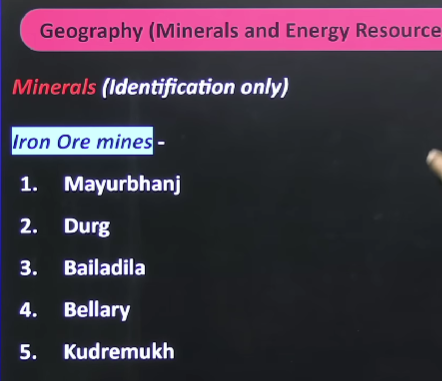 Geography (Minerals and Energy Resource
Minerals (Identification only)
Iron Ore mines -
1. Mayurbhanj
2. Durg
3. Bailadila
4. Bellary
5. Kudremukh